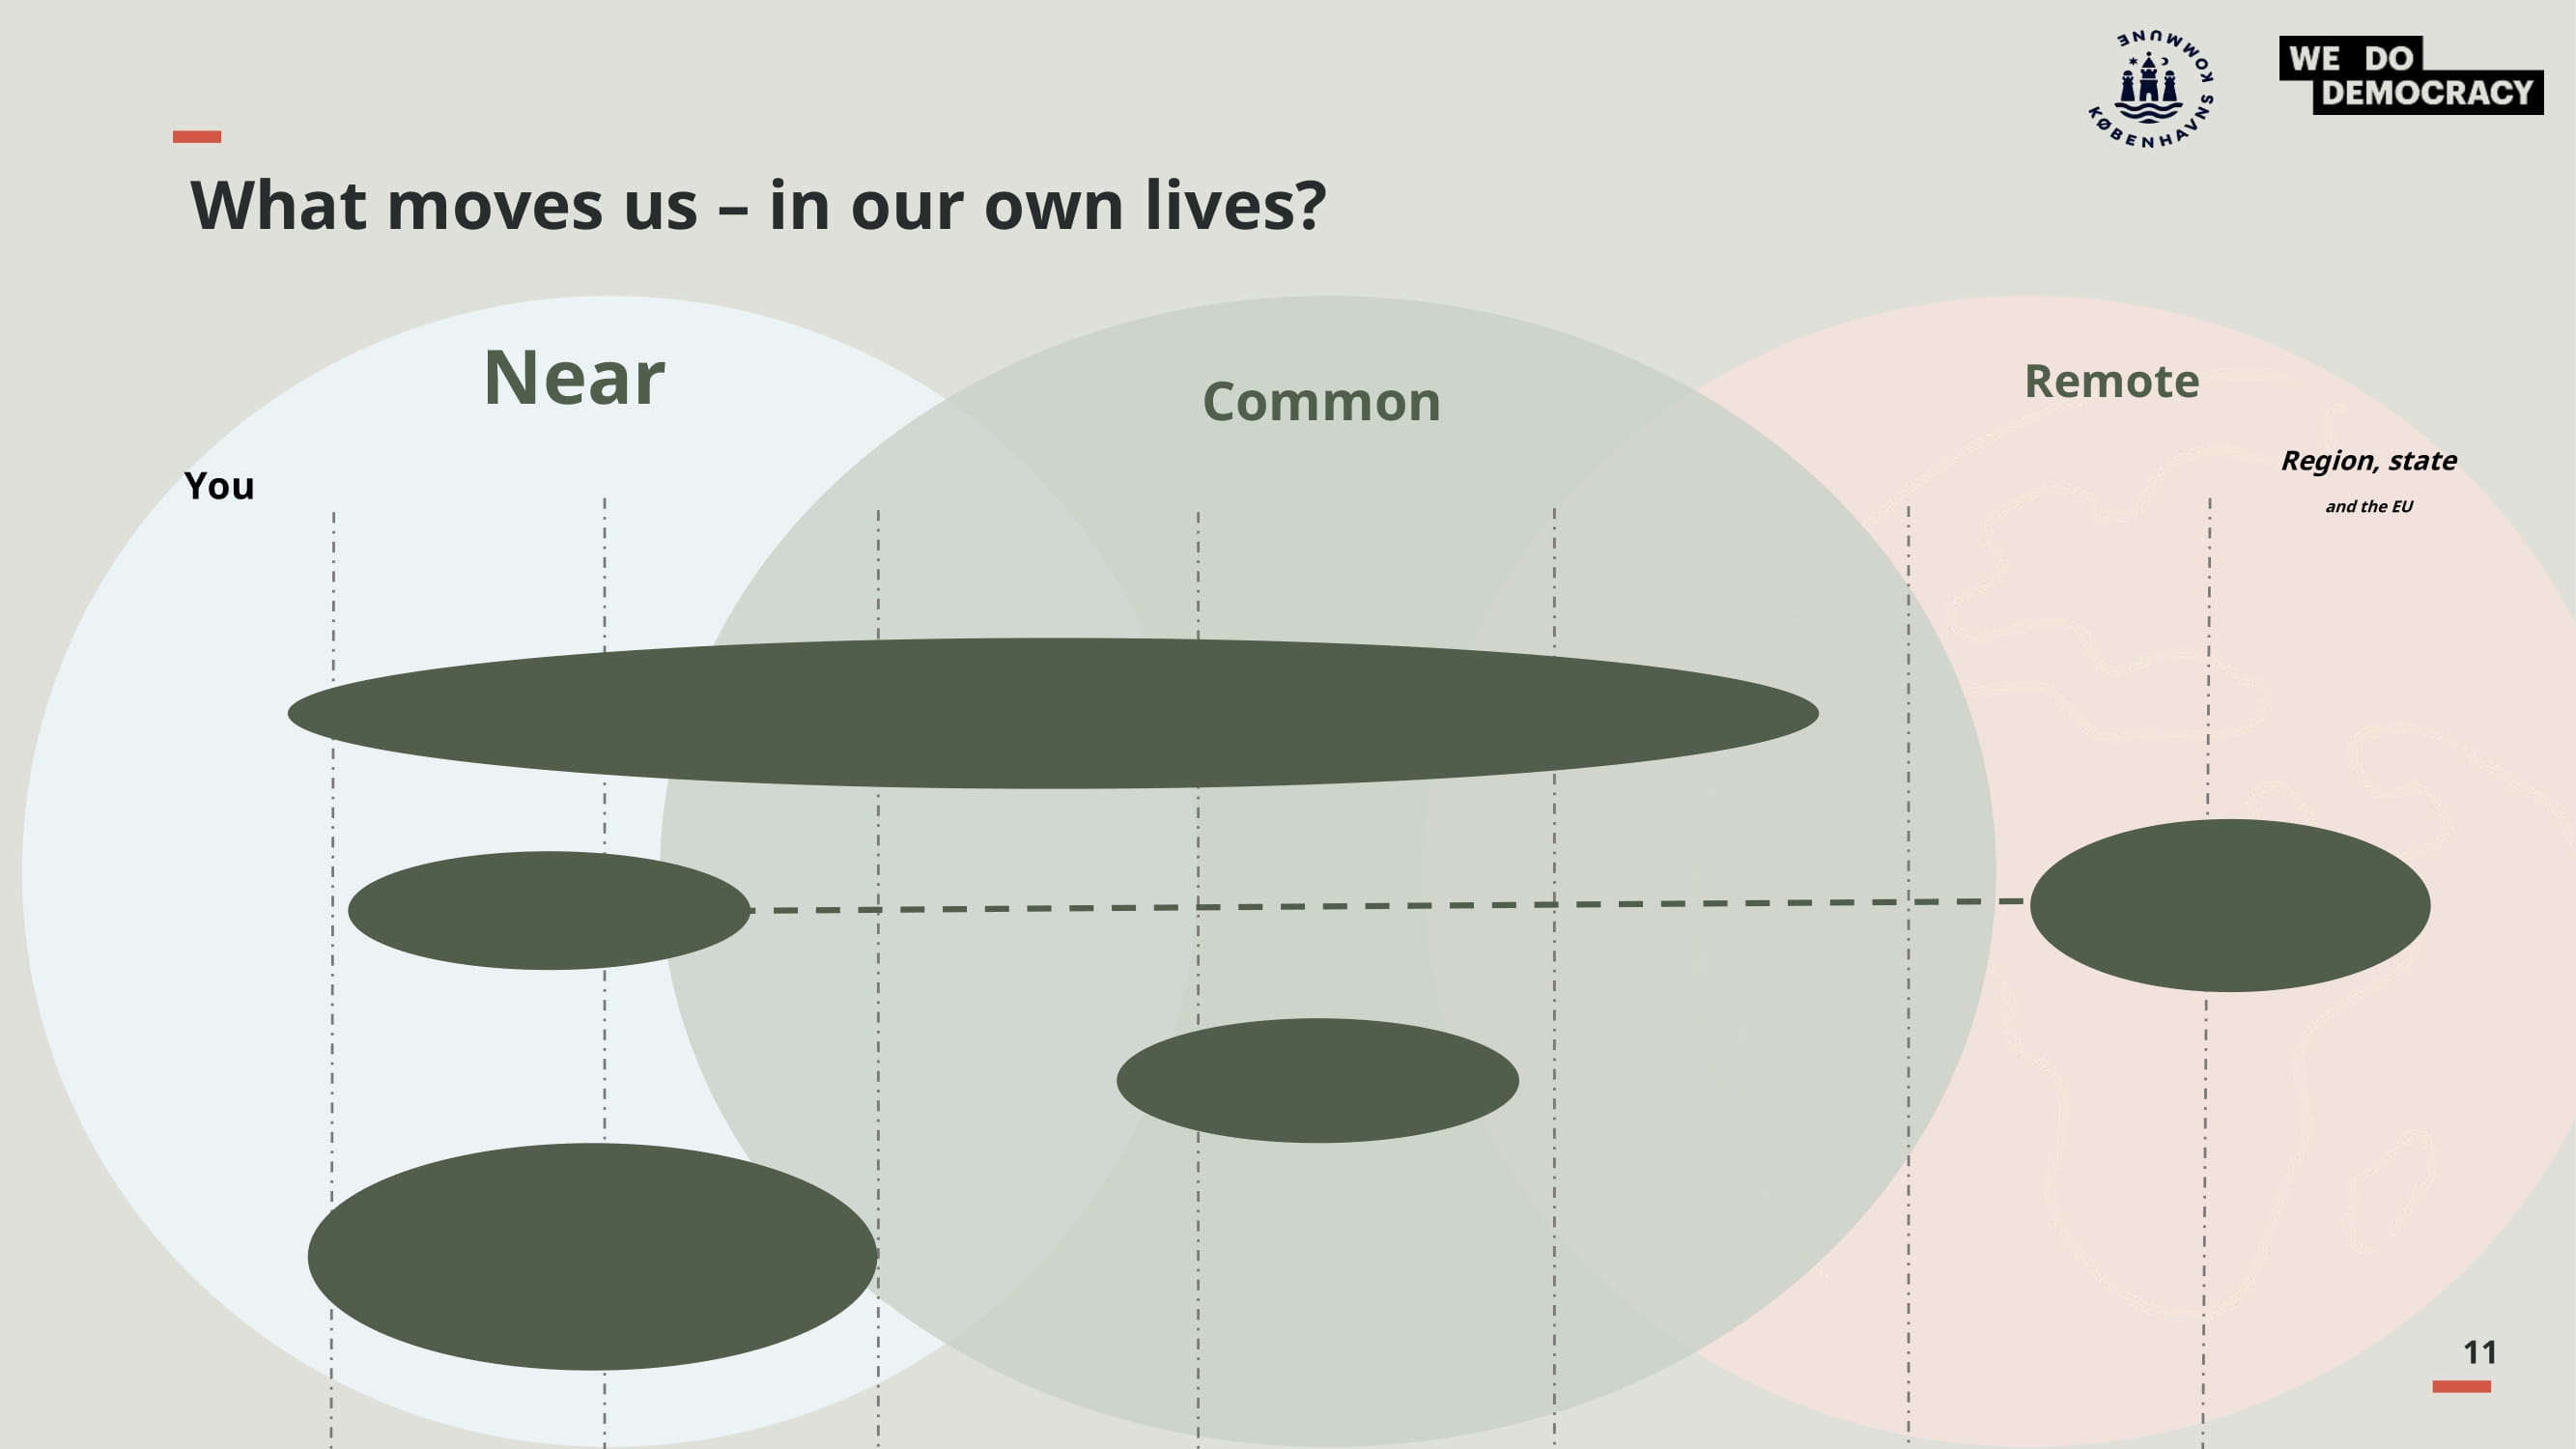 KØBENHAVNS KOMMUNE
WE DO
DEMOCRACY
What moves us – in our own lives?
Near
Common
Remote
You
Region, state
and the EU
11